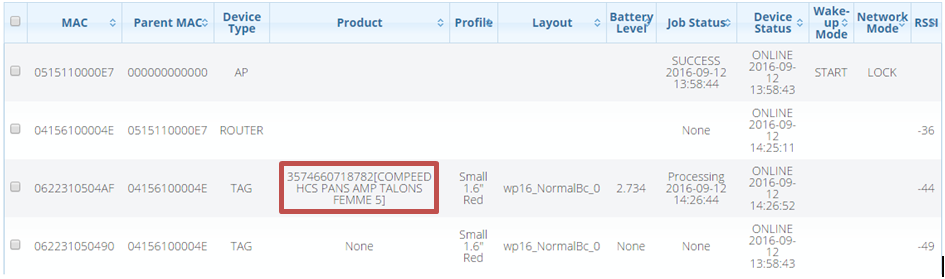 MAC Parent MAC Device Type Product Profile Layout Battery Level Job Status Device Status Wake-up Mode Network Mode RSSI
0515110000E7 000000000000 AP SUCCESS 2016-09-12 13:58:44 ONLINE 2016-09-12 13:58:43 START LOCK
04156100004E 0515110000E7 ROUTER None ONLINE 2016-09-12 14:25:11 -36
0622310504AF 04156100004E TAG 3574660718782[COMPEED HCS PANS AMP TALONS FEMME 5] Small 1.6" Red wp16_NormalBc_0 2.734 Processing 2016-09-12 14:26:44 ONLINE 2016-09-12 14:26:52 -44
062231050490 04156100004E TAG None Small 1.6" Red wp16_NormalBc_0 None None ONLINE 2016-09-12 13:58:43 -49